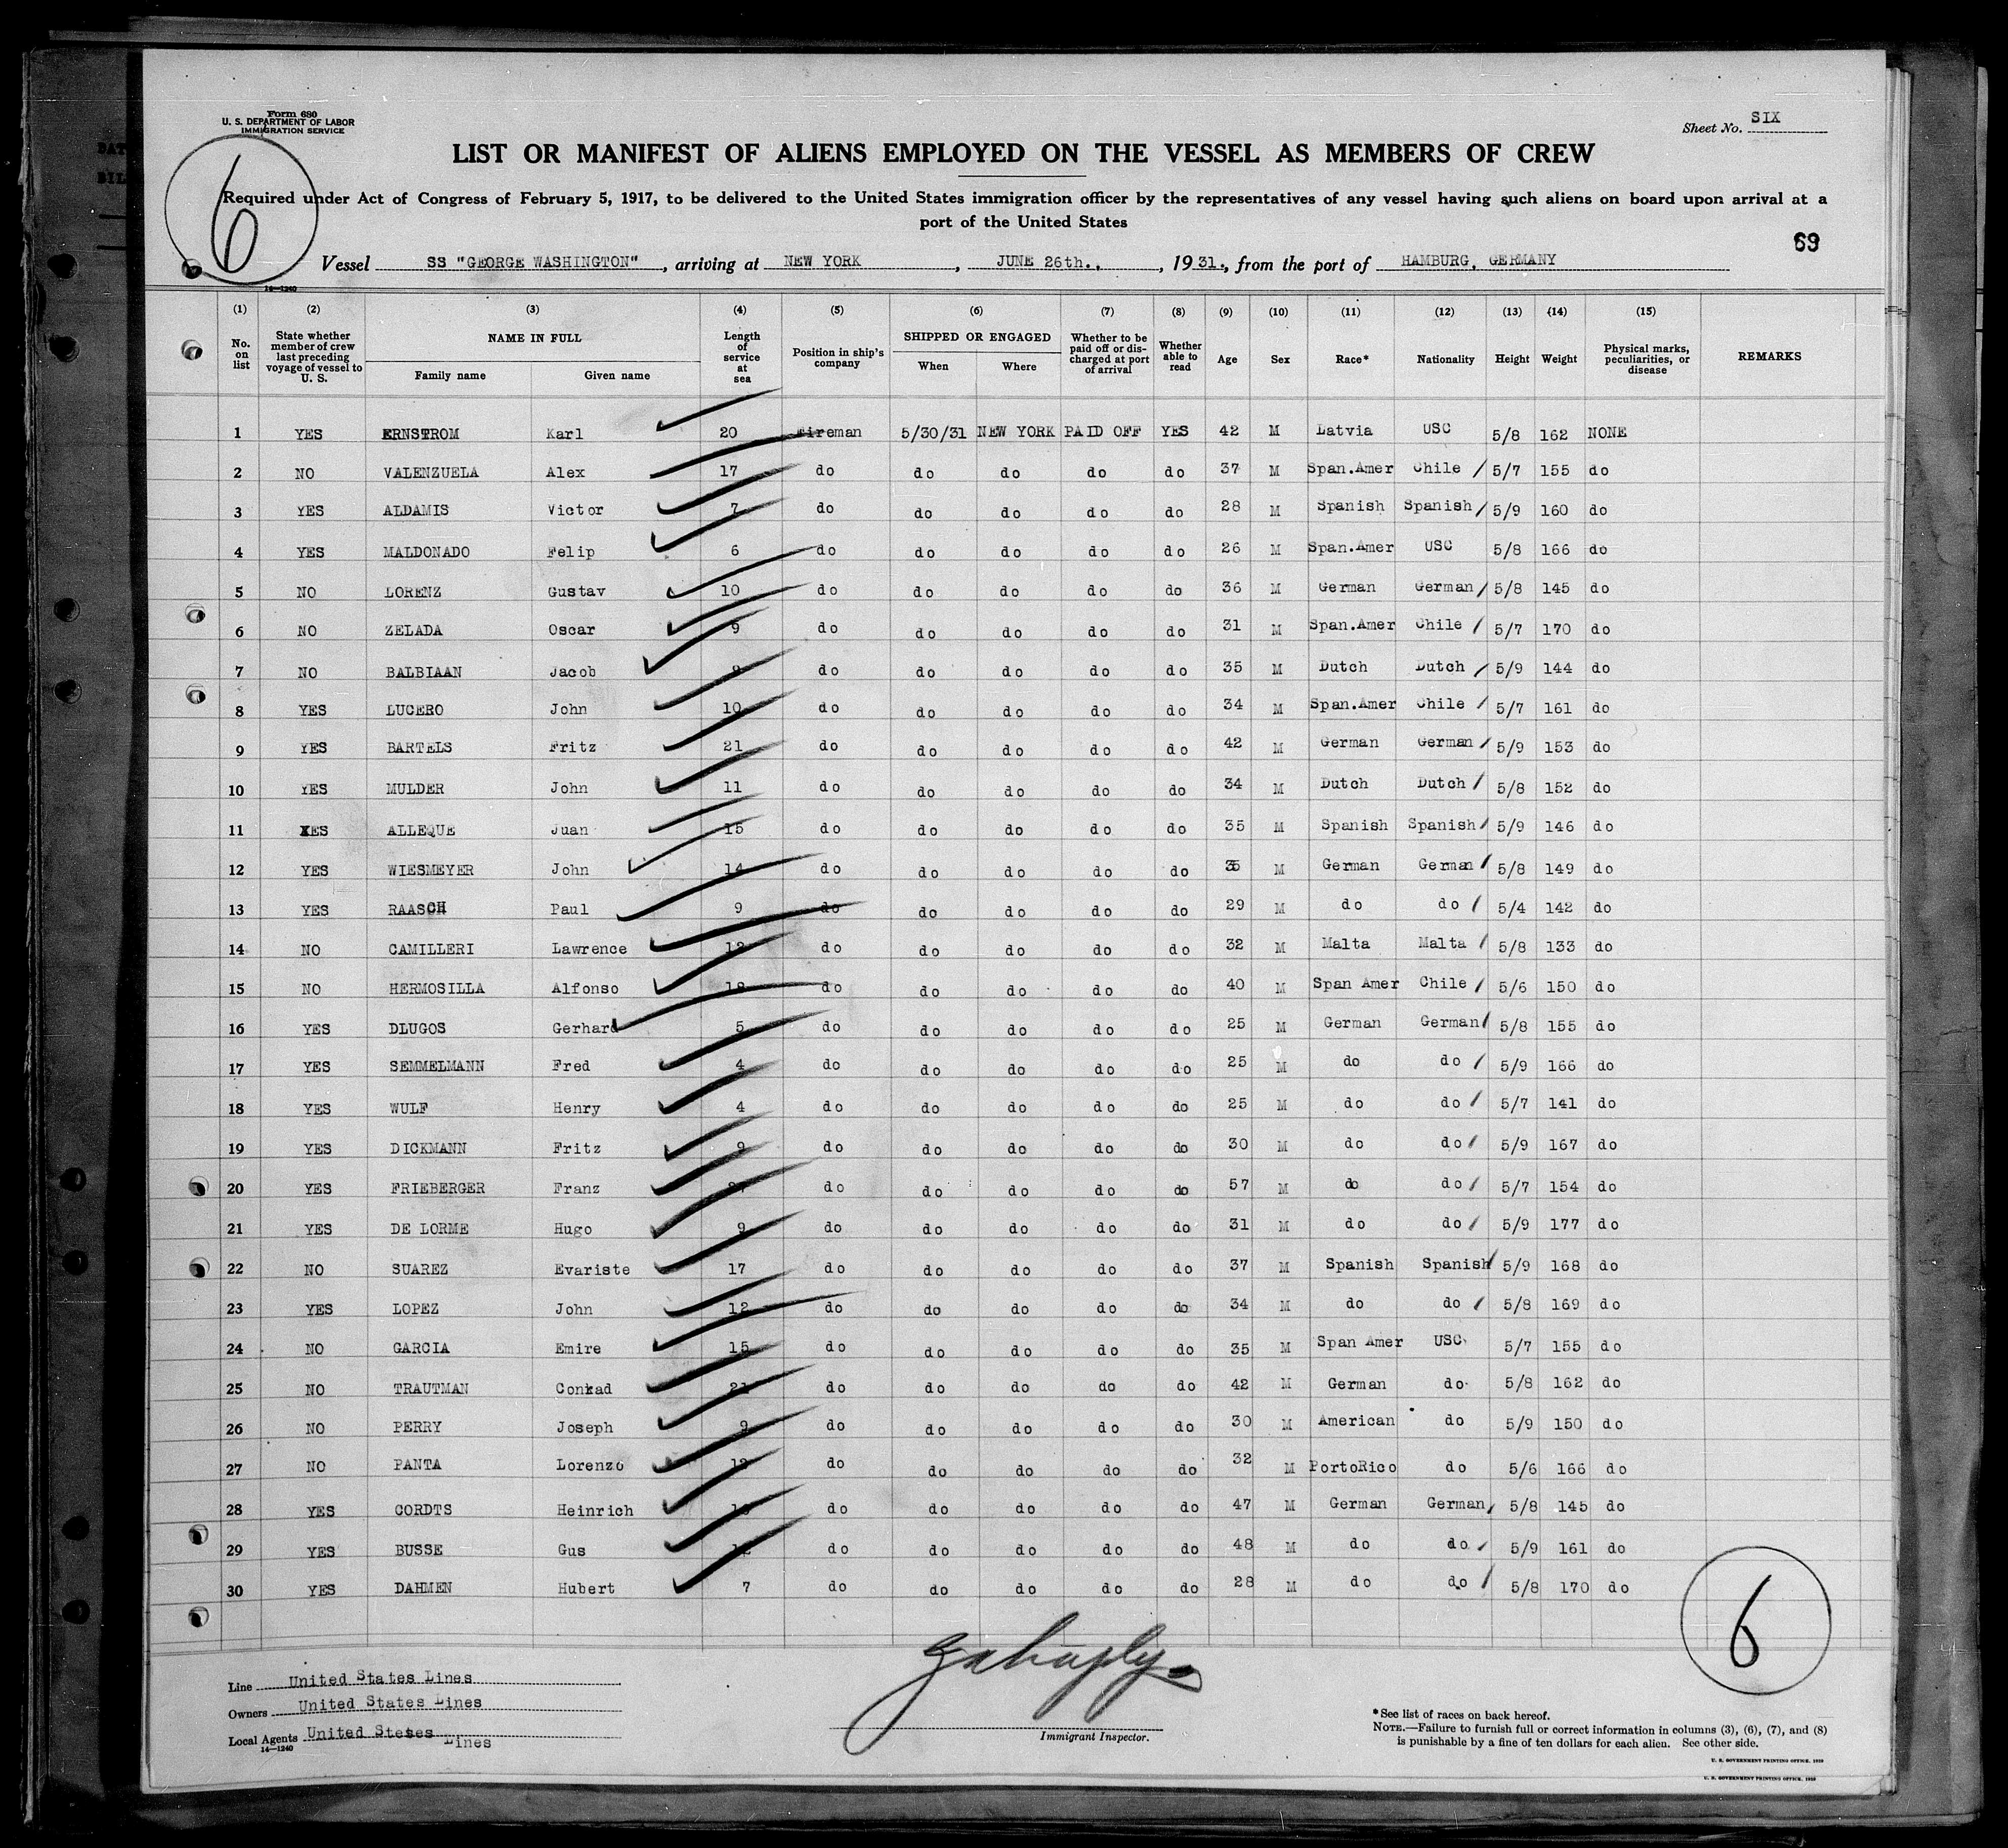 Form 680
U. S. DEPARTMENT OF LABOR
IMMIGRATION SERVICE
Sheet No. SIX
6
LIST OR MANIFEST OF ALIENS EMPLOYED ON THE VESSEL AS MEMBERS OF CREW
Required under Act of Congress of February 5, 1917, to be delivered to the United States immigration officer by the representatives of any vessel having such aliens on board upon arrival at a
port of the United States
69
Vessel SS "GEORGE WASHINGTON", arriving at NEW YORK, JUNE 26th., 1931., from the port of HAMBURG, GERMANY
14—1240
(1) (2) (3) (4) (5) (6) (7) (8) (9) (10) (11) (12) (13) (14) (15)
No. on list | State whether member of crew last preceding voyage of vessel to U. S. | NAME IN FULL Family name Given name | Length of service at sea | Position in ship's company | SHIPPED OR ENGAGED When Where | Whether to be paid off or discharged at port of arrival | Whether able to read | Age | Sex | Race* | Nationality | Height | Weight | Physical marks, peculiarities, or disease | REMARKS
1 YES ERNSTROM Karl 20 Fireman 5/30/31 NEW YORK PAID OFF YES 42 M Latvia USC 5/8 162 NONE
2 NO VALENZUELA Alex 17 do do do do do 37 M Span.Amer Chile / 5/7 155 do
3 YES ALDAMIS Victor 7 do do do do do 28 M Spanish Spanish / 5/9 160 do
4 YES MALDONADO Felip 6 do do do do do 26 M Span.Amer USC 5/8 166 do
5 NO LORENZ Gustav 10 do do do do do 36 M German German / 5/8 145 do
6 NO ZELADA Oscar 9 do do do do do 31 M Span.Amer Chile / 5/7 170 do
7 NO BALBIAAN Jacob do do do do do 35 M Dutch Dutch / 5/9 144 do
8 YES LUCERO John 10 do do do do do 34 M Span.Amer Chile / 5/7 161 do
9 YES BARTELS Fritz 21 do do do do do 42 M German German / 5/9 153 do
10 YES MULDER John 11 do do do do do 34 M Dutch Dutch / 5/8 152 do
11 YES ALLEQUE Juan 15 do do do do do 35 M Spanish Spanish / 5/9 146 do
12 YES WIESMEYER John 14 do do do do do 35 M German German / 5/8 149 do
13 YES RAASCH Paul 9 do do do do do 29 M do do / 5/4 142 do
14 NO CAMILLERI Lawrence 12 do do do do do 32 M Malta Malta / 5/8 133 do
15 NO HERMOSILLA Alfonso 18 do do do do do 40 M Span Amer Chile / 5/6 150 do
16 YES DLUGOS Gerhard 5 do do do do do 25 M German German / 5/8 155 do
17 YES SEMMELMANN Fred 4 do do do do do 25 M do do / 5/9 166 do
18 YES WULF Henry 4 do do do do do 25 M do do / 5/7 141 do
19 YES DICKMANN Fritz 9 do do do do do 30 M do do / 5/9 167 do
20 YES FRIEBERGER Franz do do do do do 57 M do do / 5/7 154 do
21 YES DE LORME Hugo 9 do do do do do 31 M do do / 5/9 177 do
22 NO SUAREZ Evariste 17 do do do do do 37 M Spanish Spanish / 5/9 168 do
23 YES LOPEZ John 12 do do do do do 34 M do do / 5/8 169 do
24 NO GARCIA Emire 15 do do do do do 35 M Span Amer USC 5/7 155 do
25 NO TRAUTMAN Conkad 21 do do do do do 42 M German do 5/8 162 do
26 NO PERRY Joseph 9 do do do do do 30 M American do 5/9 150 do
27 NO PANTA Lorenzo do do do do do 32 M PortoRico do 5/6 166 do
28 YES CORDTS Heinrich do do do do do 47 M German German / 5/8 145 do
29 YES BUSSE Gus do do do do do 48 M do do / 5/9 161 do
30 YES DAHMEN Hubert 7 do do do do do 28 M do do / 5/8 170 do
6
Line United States Lines
Owners United States Lines
Local Agents United Stetes Lines
14—1240
Immigrant Inspector.
*See list of races on back hereof.
NOTE.—Failure to furnish full or correct information in columns (3), (6), (7), and (8)
is punishable by a fine of ten dollars for each alien. See other side.
U. S. GOVERNMENT PRINTING OFFICE. 1929
U. S. GOVERNMENT PRINTING OFFICE. 1929